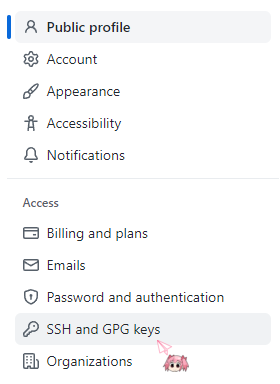 Public profile
Account
Appearance
Accessibility
Notifications
Access
Billing and plans
Emails
Password and authentication
SSH and GPG keys
Organizations